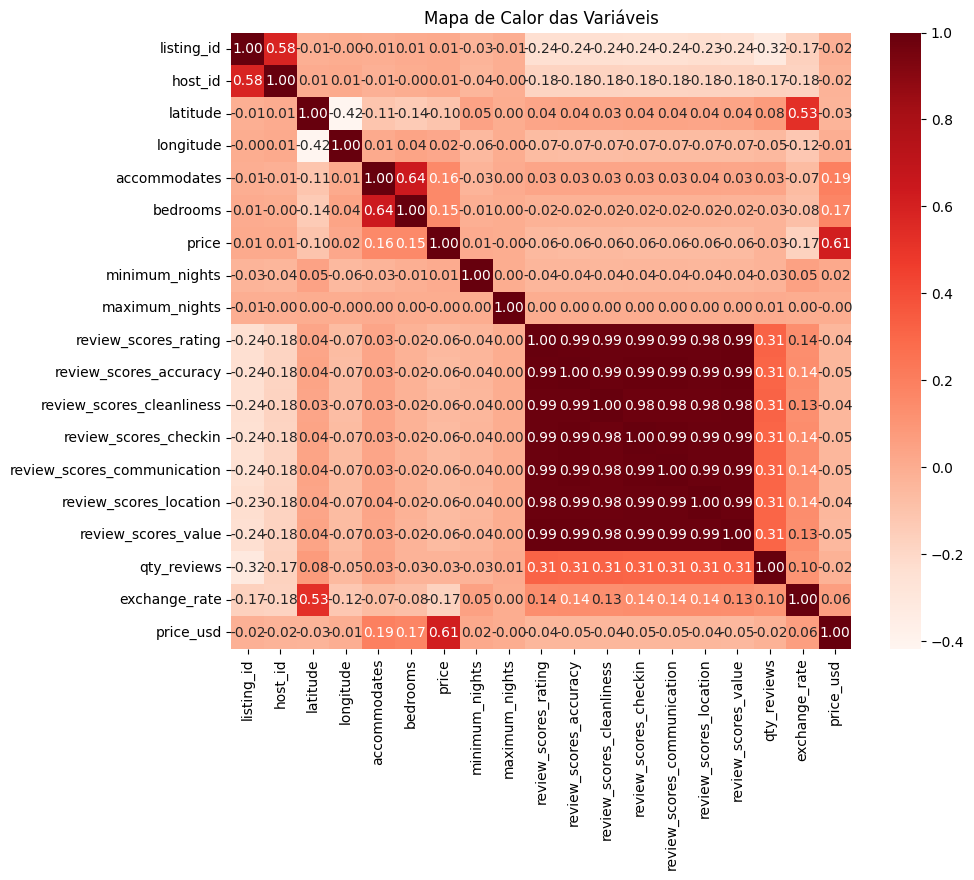 Mapa de Calor das Variáveis
listing_id 1.00 0.58 -0.01 -0.00 -0.01 0.01 0.01 -0.03 -0.01 -0.24 -0.24 -0.24 -0.24 -0.24 -0.23 -0.24 -0.32 -0.17 -0.02
host_id 0.58 1.00 0.01 0.01 -0.01 -0.00 0.01 -0.04 -0.00 -0.18 -0.18 -0.18 -0.18 -0.18 -0.18 -0.18 -0.17 -0.18 -0.02
latitude -0.01 0.01 1.00 -0.42 -0.11 -0.14 -0.10 0.05 0.00 0.04 0.04 0.03 0.04 0.04 0.04 0.04 0.08 0.53 -0.03
longitude -0.00 0.01 -0.42 1.00 0.01 0.04 0.02 -0.06 -0.00 -0.07 -0.07 -0.07 -0.07 -0.07 -0.07 -0.07 -0.05 -0.12 -0.01
accommodates -0.01 -0.01 -0.11 0.01 1.00 0.64 0.16 -0.03 0.00 0.03 0.03 0.03 0.03 0.03 0.04 0.03 0.03 -0.07 0.19
bedrooms 0.01 -0.00 -0.14 0.04 0.64 1.00 0.15 -0.01 0.00 -0.02 -0.02 -0.02 -0.02 -0.02 -0.02 -0.02 -0.03 -0.08 0.17
price 0.01 0.01 -0.10 0.02 0.16 0.15 1.00 0.01 -0.00 -0.06 -0.06 -0.06 -0.06 -0.06 -0.06 -0.06 -0.03 -0.17 0.61
minimum_nights -0.03 -0.04 0.05 -0.06 -0.03 -0.01 0.01 1.00 0.00 -0.04 -0.04 -0.04 -0.04 -0.04 -0.04 -0.04 -0.03 0.05 0.02
maximum_nights -0.01 -0.00 0.00 -0.00 0.00 0.00 -0.00 0.00 1.00 0.00 0.00 0.00 0.00 0.00 0.00 0.00 0.01 0.00 -0.00
review_scores_rating -0.24 -0.18 0.04 -0.07 0.03 -0.02 -0.06 -0.04 0.00 1.00 0.99 0.99 0.99 0.99 0.98 0.99 0.31 0.14 -0.04
review_scores_accuracy -0.24 -0.18 0.04 -0.07 0.03 -0.02 -0.06 -0.04 0.00 0.99 1.00 0.99 0.99 0.99 0.99 0.99 0.31 0.14 -0.05
review_scores_cleanliness -0.24 -0.18 0.03 -0.07 0.03 -0.02 -0.06 -0.04 0.00 0.99 0.99 1.00 0.98 0.98 0.98 0.98 0.31 0.13 -0.04
review_scores_checkin -0.24 -0.18 0.04 -0.07 0.03 -0.02 -0.06 -0.04 0.00 0.99 0.99 0.98 1.00 0.99 0.99 0.99 0.31 0.14 -0.05
review_scores_communication -0.24 -0.18 0.04 -0.07 0.03 -0.02 -0.06 -0.04 0.00 0.99 0.99 0.98 0.99 1.00 0.99 0.99 0.31 0.14 -0.05
review_scores_location -0.23 -0.18 0.04 -0.07 0.04 -0.02 -0.06 -0.04 0.00 0.98 0.99 0.98 0.99 0.99 1.00 0.99 0.31 0.14 -0.04
review_scores_value -0.24 -0.18 0.04 -0.07 0.03 -0.02 -0.06 -0.04 0.00 0.99 0.99 0.98 0.99 0.99 0.99 1.00 0.31 0.13 -0.05
qty_reviews -0.32 -0.17 0.08 -0.05 0.03 -0.03 -0.03 -0.03 0.01 0.31 0.31 0.31 0.31 0.31 0.31 0.31 1.00 0.10 -0.02
exchange_rate -0.17 -0.18 0.53 -0.12 -0.07 -0.08 -0.17 0.05 0.00 0.14 0.14 0.13 0.14 0.14 0.14 0.13 0.10 1.00 0.06
price_usd -0.02 -0.02 -0.03 -0.01 0.19 0.17 0.61 0.02 -0.00 -0.04 -0.05 -0.04 -0.05 -0.05 -0.04 -0.05 -0.02 0.06 1.00
listing_id
host_id
latitude
longitude
accommodates
bedrooms
price
minimum_nights
maximum_nights
review_scores_rating
review_scores_accuracy
review_scores_cleanliness
review_scores_checkin
review_scores_communication
review_scores_location
review_scores_value
qty_reviews
exchange_rate
price_usd
1.0
0.8
0.6
0.4
0.2
0.0
−0.2
−0.4